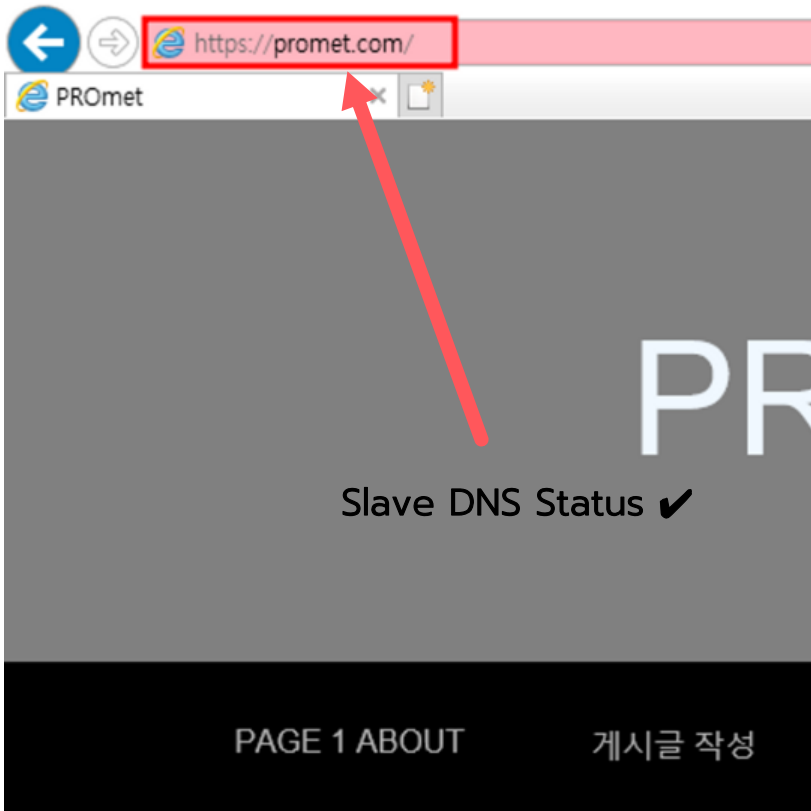 https://promet.com/
PROmet
PR
Slave DNS Status ✔
PAGE 1 ABOUT 게시글 작성